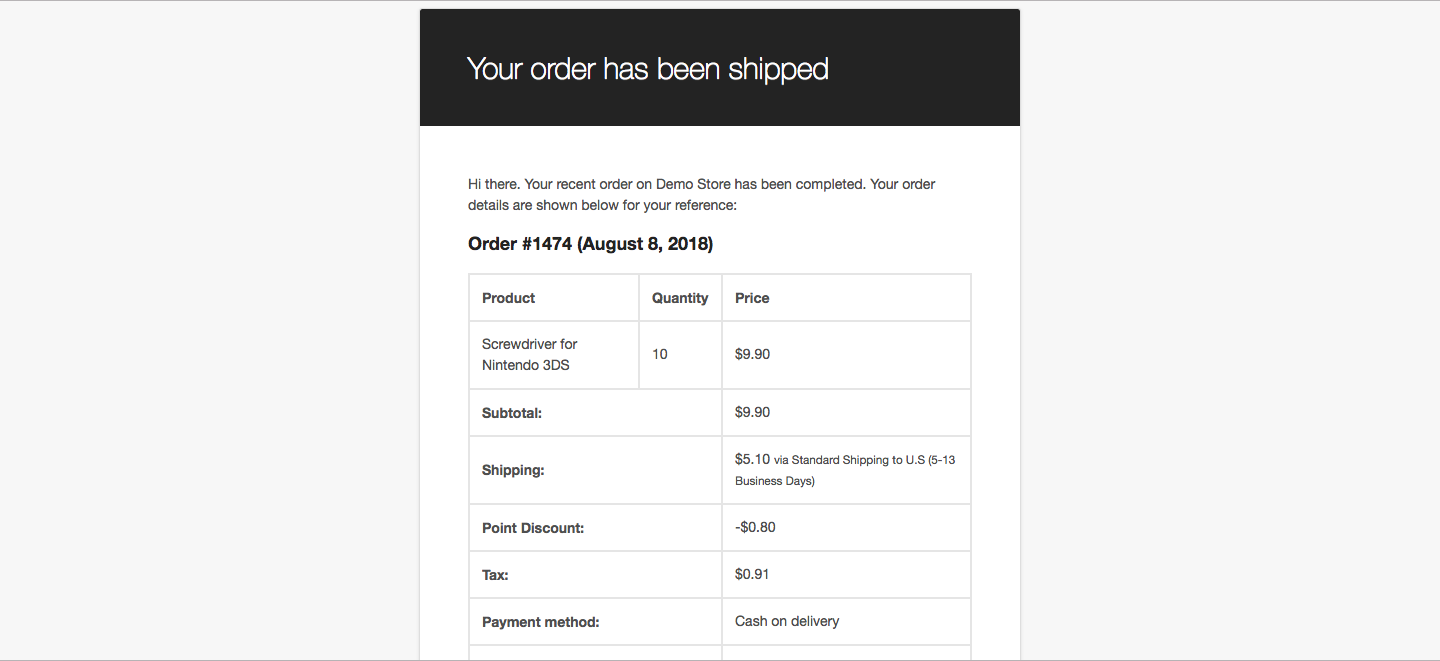 Your order has been shipped
Hi there. Your recent order on Demo Store has been completed. Your order
details are shown below for your reference:
Order #1474 (August 8, 2018)
Product Quantity Price
Screwdriver for
Nintendo 3DS
10 $9.90
Subtotal: $9.90
Shipping: $5.10 via Standard Shipping to U.S (5-13
Business Days)
Point Discount: -$0.80
Tax: $0.91
Payment method: Cash on delivery